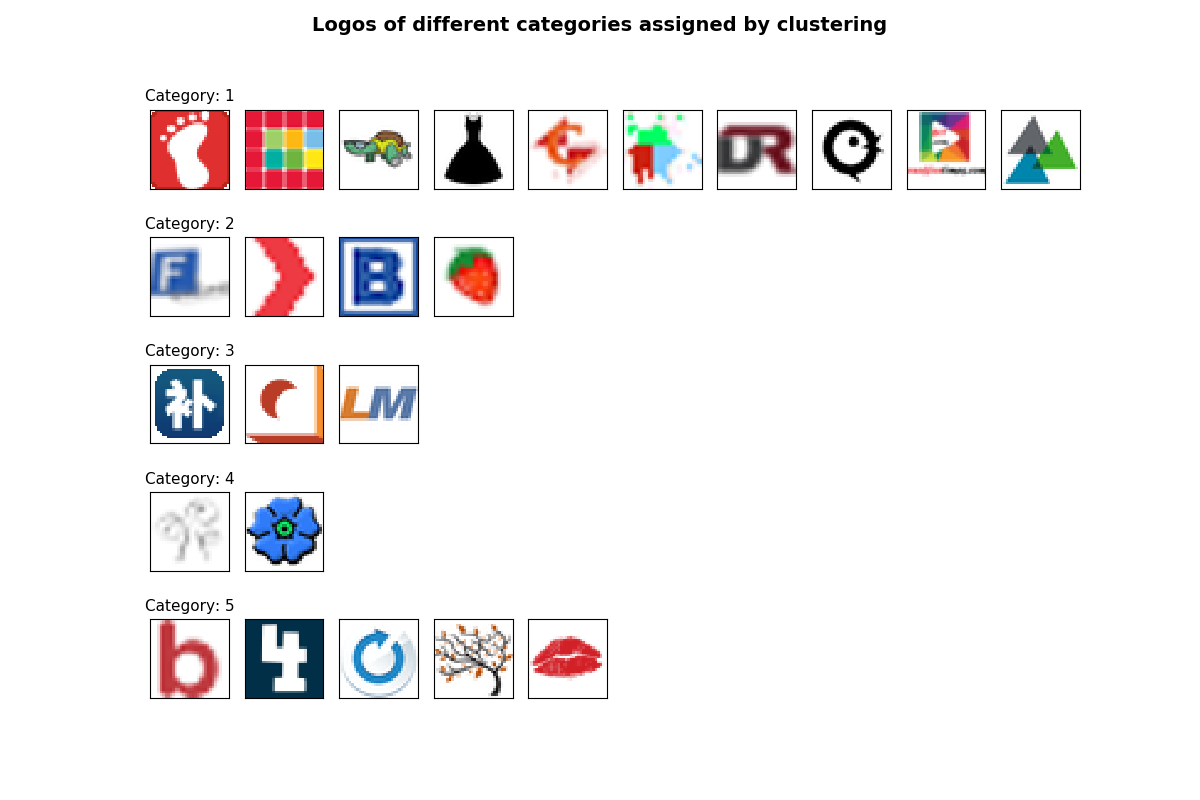 Logos of different categories assigned by clustering
Category: 1
G
DR
Category: 2
F
B
Category: 3
补
LM
Category: 4
Category: 5
b
4